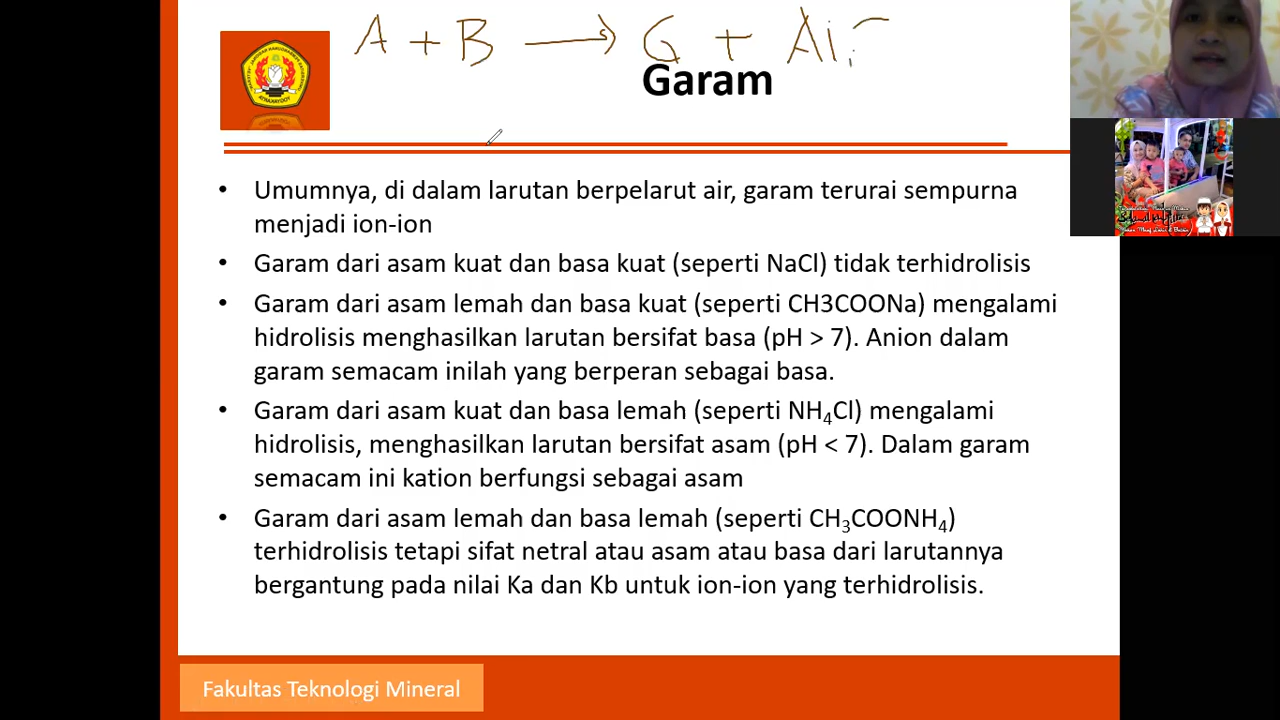 A + B → G + Air
Garam
• Umumnya, di dalam larutan berpelarut air, garam terurai sempurna
menjadi ion-ion
• Garam dari asam kuat dan basa kuat (seperti NaCl) tidak terhidrolisis
• Garam dari asam lemah dan basa kuat (seperti CH3COONa) mengalami
hidrolisis menghasilkan larutan bersifat basa (pH > 7). Anion dalam
garam semacam inilah yang berperan sebagai basa.
• Garam dari asam kuat dan basa lemah (seperti NH₄Cl) mengalami
hidrolisis, menghasilkan larutan bersifat asam (pH < 7). Dalam garam
semacam ini kation berfungsi sebagai asam
• Garam dari asam lemah dan basa lemah (seperti CH₃COONH₄)
terhidrolisis tetapi sifat netral atau asam atau basa dari larutannya
bergantung pada nilai Ka dan Kb untuk ion-ion yang terhidrolisis.
Fakultas Teknologi Mineral